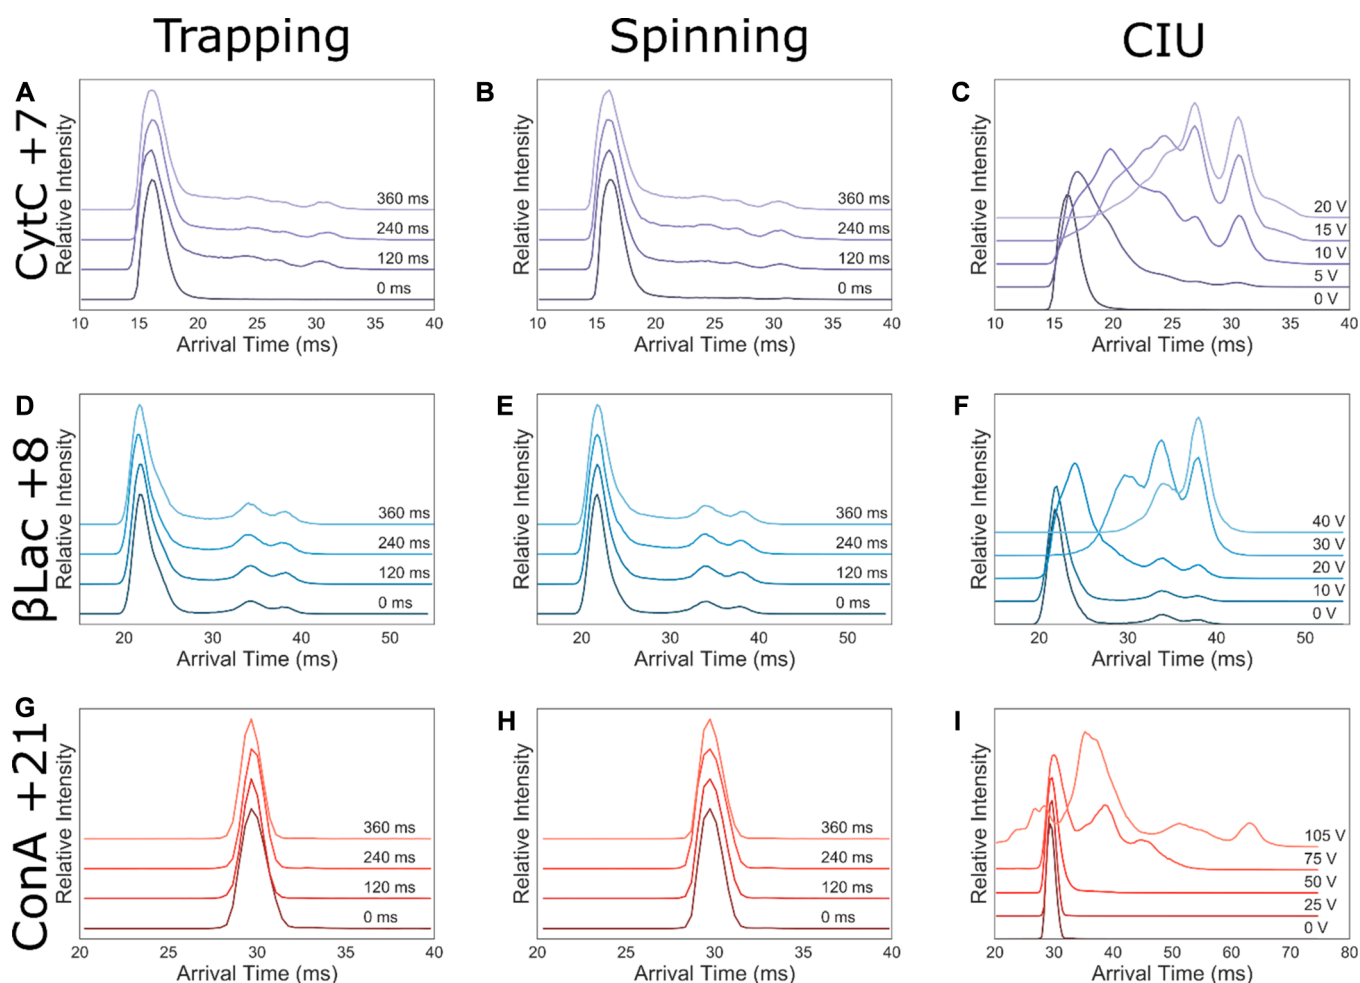 Trapping
Spinning
CIU
CytC +7
A
Relative Intensity
360 ms
240 ms
120 ms
0 ms
10 15 20 25 30 35 40
Arrival Time (ms)
B
Relative Intensity
360 ms
240 ms
120 ms
0 ms
10 15 20 25 30 35 40
Arrival Time (ms)
C
Relative Intensity
20 V
15 V
10 V
5 V
0 V
10 15 20 25 30 35 40
Arrival Time (ms)
βLac +8
D
Relative Intensity
360 ms
240 ms
120 ms
0 ms
20 30 40 50
Arrival Time (ms)
E
Relative Intensity
360 ms
240 ms
120 ms
0 ms
20 30 40 50
Arrival Time (ms)
F
Relative Intensity
40 V
30 V
20 V
10 V
0 V
20 30 40 50
Arrival Time (ms)
ConA +21
G
Relative Intensity
360 ms
240 ms
120 ms
0 ms
20 25 30 35 40
Arrival Time (ms)
H
Relative Intensity
360 ms
240 ms
120 ms
0 ms
20 25 30 35 40
Arrival Time (ms)
I
Relative Intensity
105 V
75 V
50 V
25 V
0 V
20 30 40 50 60 70 80
Arrival Time (ms)